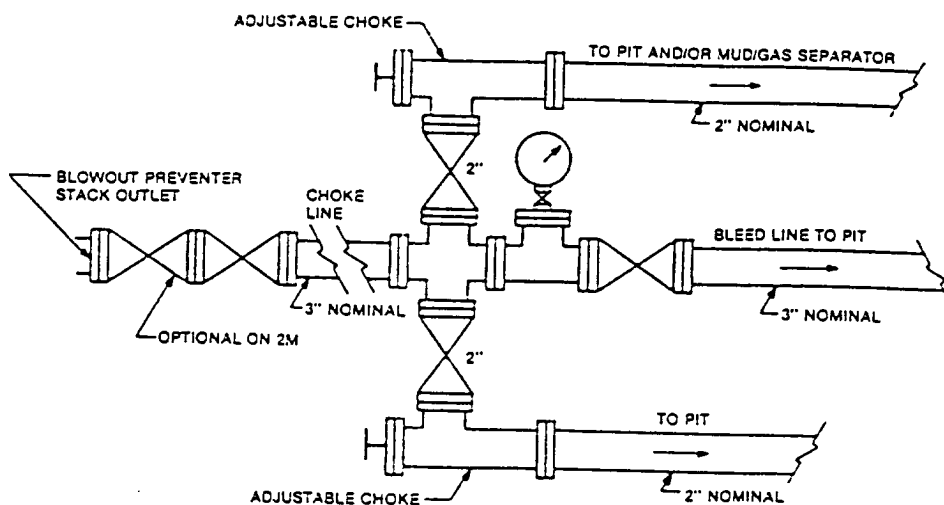 ADJUSTABLE CHOKE
TO PIT AND/OR MUD/GAS SEPARATOR
2" NOMINAL
2"
BLOWOUT PREVENTER
STACK OUTLET
CHOKE
LINE
BLEED LINE TO PIT
3" NOMINAL
3" NOMINAL
OPTIONAL ON 2M
2"
TO PIT
ADJUSTABLE CHOKE
2" NOMINAL